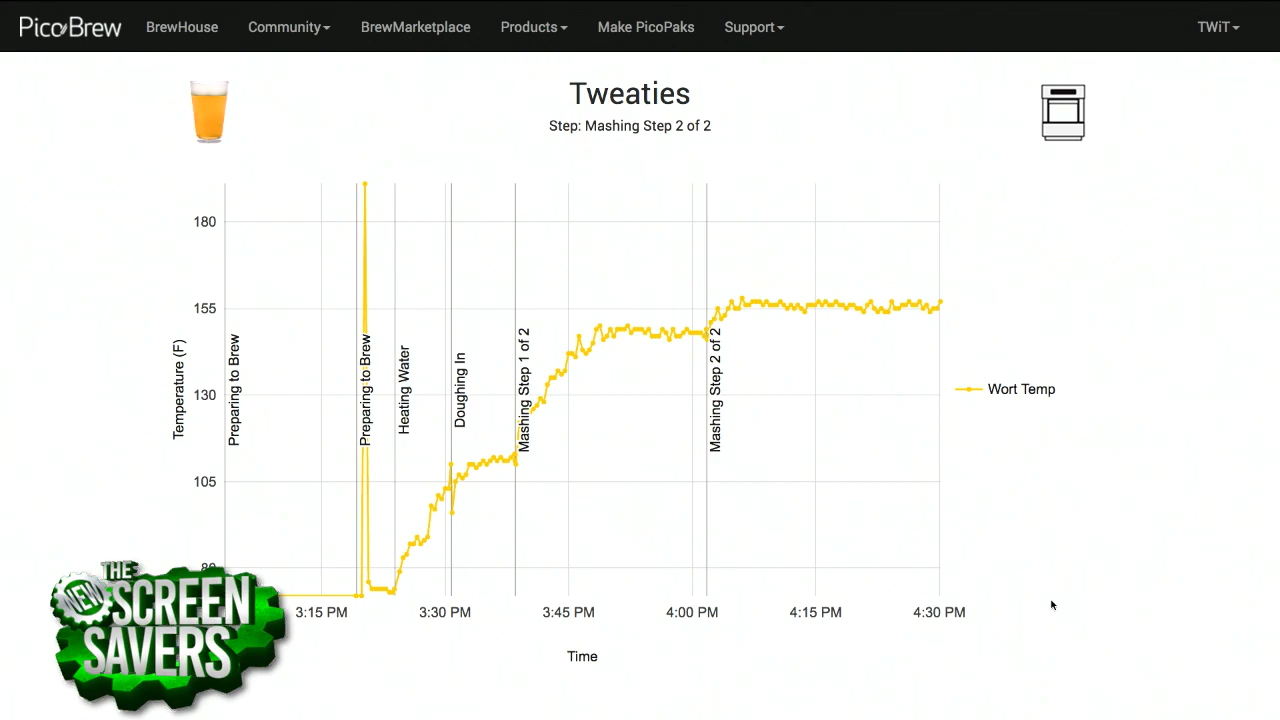 PicoBrew BrewHouse Community BrewMarketplace Products Make PicoPaks Support TWiT
Tweaties
Step: Mashing Step 2 of 2
180
155
130
105
80
Temperature (F)
Preparing to Brew
Preparing to Brew
Heating Water
Doughing In
Mashing Step 1 of 2
Mashing Step 2 of 2
Wort Temp
3:15 PM 3:30 PM 3:45 PM 4:00 PM 4:15 PM 4:30 PM
Time
THE
NEW
SCREEN
SAVERS